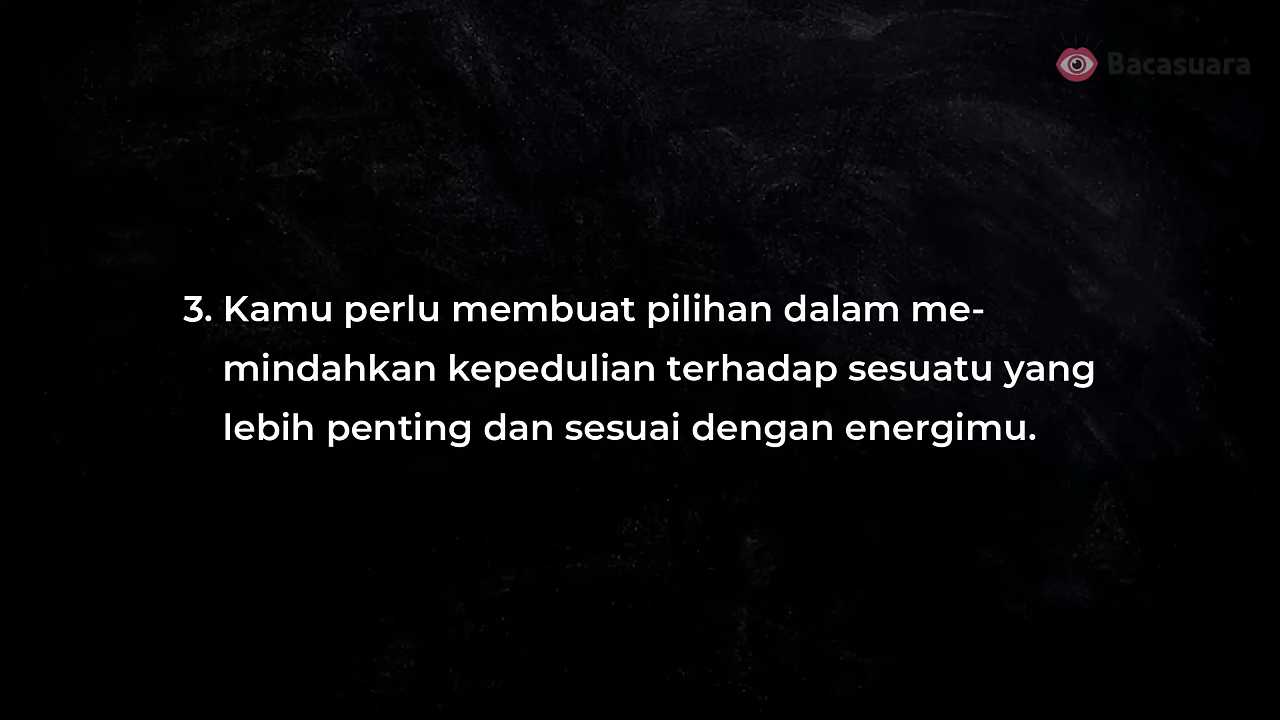 Bacasuara
3. Kamu perlu membuat pilihan dalam me-
mindahkan kepedulian terhadap sesuatu yang
lebih penting dan sesuai dengan energimu.